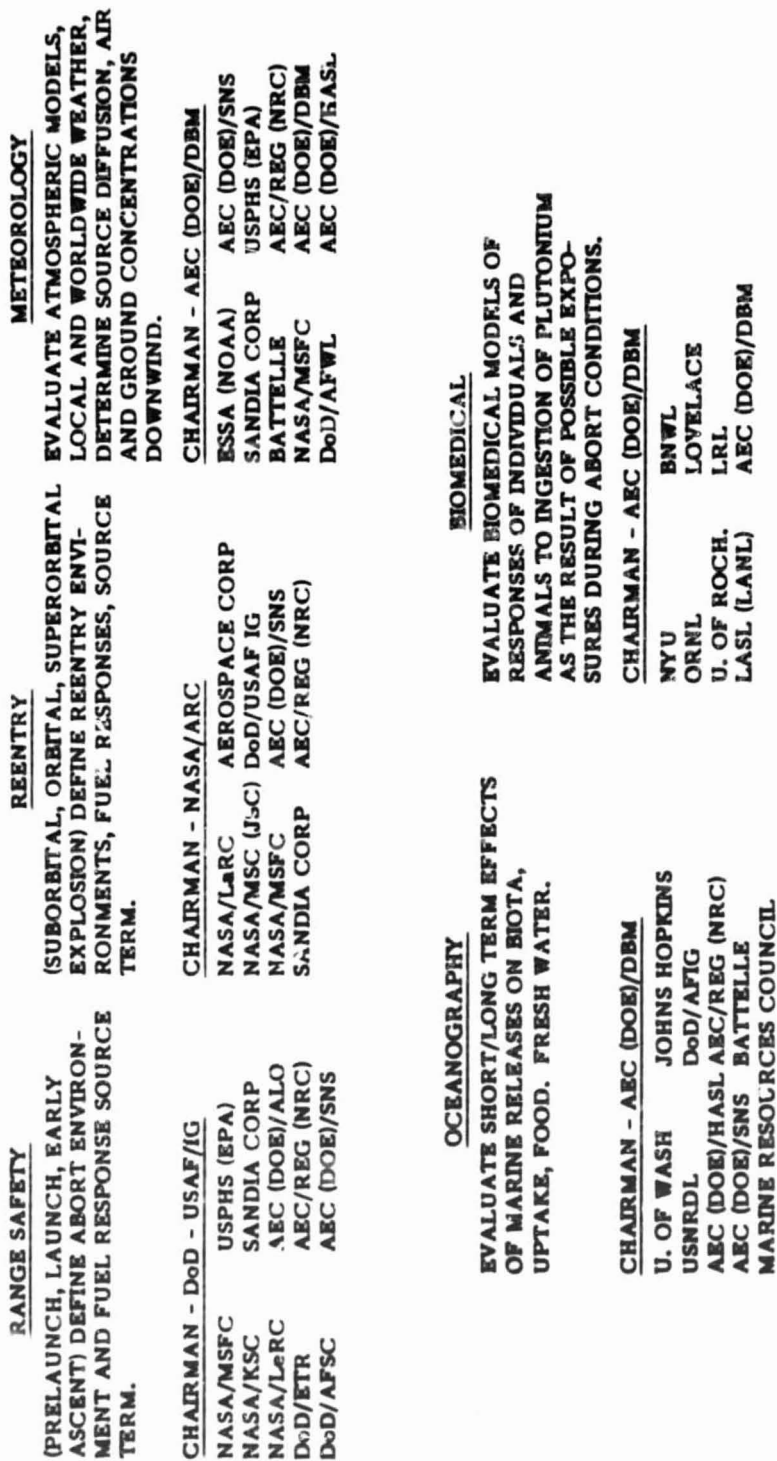 RANGE SAFETY
(PRELAUNCH, LAUNCH, EARLY
ASCENT) DEFINE ABORT ENVIRON-
MENT AND FUEL RESPONSE SOURCE
TERM.
CHAIRMAN - DoD - USAF/IG
NASA/MSFC USPHS (EPA)
NASA/KSC SANDIA CORP
NASA/LeRC AEC (DOE)/ALO
DoD/ETR AEC/REG (NRC)
DoD/AFSC AEC (DOE)/SNS
REENTRY
(SUBORBITAL, ORBITAL, SUPERORBITAL
EXPLOSION) DEFINE REENTRY ENVI-
RONMENTS, FUEL RESPONSES, SOURCE
TERM.
CHAIRMAN - NASA/ARC
NASA/LaRC AEROSPACE CORP
NASA/MSC (JSC) DoD/USAF IG
NASA/MSFC AEC (DOE)/SNS
SANDIA CORP AEC/REG (NRC)
METEOROLOGY
EVALUATE ATMOSPHERIC MODELS,
LOCAL AND WORLDWIDE WEATHER,
DETERMINE SOURCE DIFFUSION, AIR
AND GROUND CONCENTRATIONS
DOWNWIND.
CHAIRMAN - AEC (DOE)/DBM
ESSA (NOAA) AEC (DOE)/SNS
SANDIA CORP USPHS (EPA)
BATTELLE AEC/REG (NRC)
NASA/MSFC AEC (DOE)/DBM
DoD/AFWL AEC (DOE)/HASL
OCEANOGRAPHY
EVALUATE SHORT/LONG TERM EFFECTS
OF MARINE RELEASES ON BIOTA,
UPTAKE, FOOD. FRESH WATER.
CHAIRMAN - AEC (DOE)/DBM
U. OF WASH JOHNS HOPKINS
USNRDL DoD/AFIG
AEC (DOE)/HASL AEC/REG (NRC)
AEC (DOE)/SNS BATTELLE
MARINE RESOURCES COUNCIL
BIOMEDICAL
EVALUATE BIOMEDICAL MODELS OF
RESPONSES OF INDIVIDUALS AND
ANIMALS TO INGESTION OF PLUTONIUM
AS THE RESULT OF POSSIBLE EXPO-
SURES DURING ABORT CONDITIONS.
CHAIRMAN - AEC (DOE)/DBM
NYU BNWL
ORNL LOVELACE
U. OF ROCH. LRL
LASL (LANL) AEC (DOE)/DBM